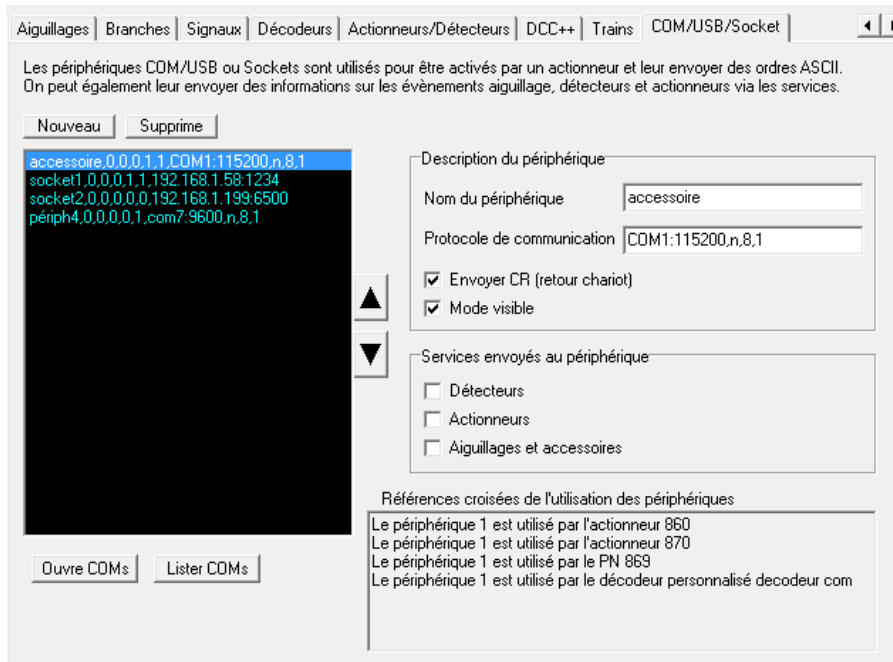 Aiguillages Branches Signaux Décodeurs Actionneurs/Détecteurs DCC++ Trains COM/USB/Socket
Les périphériques COM/USB ou Sockets sont utilisés pour être activés par un actionneur et leur envoyer des ordres ASCII.
On peut également leur envoyer des informations sur les évènements aiguillage, détecteurs et actionneurs via les services.
Nouveau Supprime
accessoire,0,0,0,1,1,COM1:115200,n,8,1
socket1,0,0,0,1,1,192.168.1.58:1234
socket2,0,0,0,0,0,192.168.1.199:6500
périph4,0,0,0,0,1,com7:9600,n,8,1
Ouvre COMs Lister COMs
Description du périphérique
Nom du périphérique accessoire
Protocole de communication COM1:115200,n,8,1
Envoyer CR (retour chariot)
Mode visible
Services envoyés au périphérique
Détecteurs
Actionneurs
Aiguillages et accessoires
Références croisées de l'utilisation des périphériques
Le périphérique 1 est utilisé par l'actionneur 860
Le périphérique 1 est utilisé par l'actionneur 870
Le périphérique 1 est utilisé par le PN 869
Le périphérique 1 est utilisé par le décodeur personnalisé decodeur com